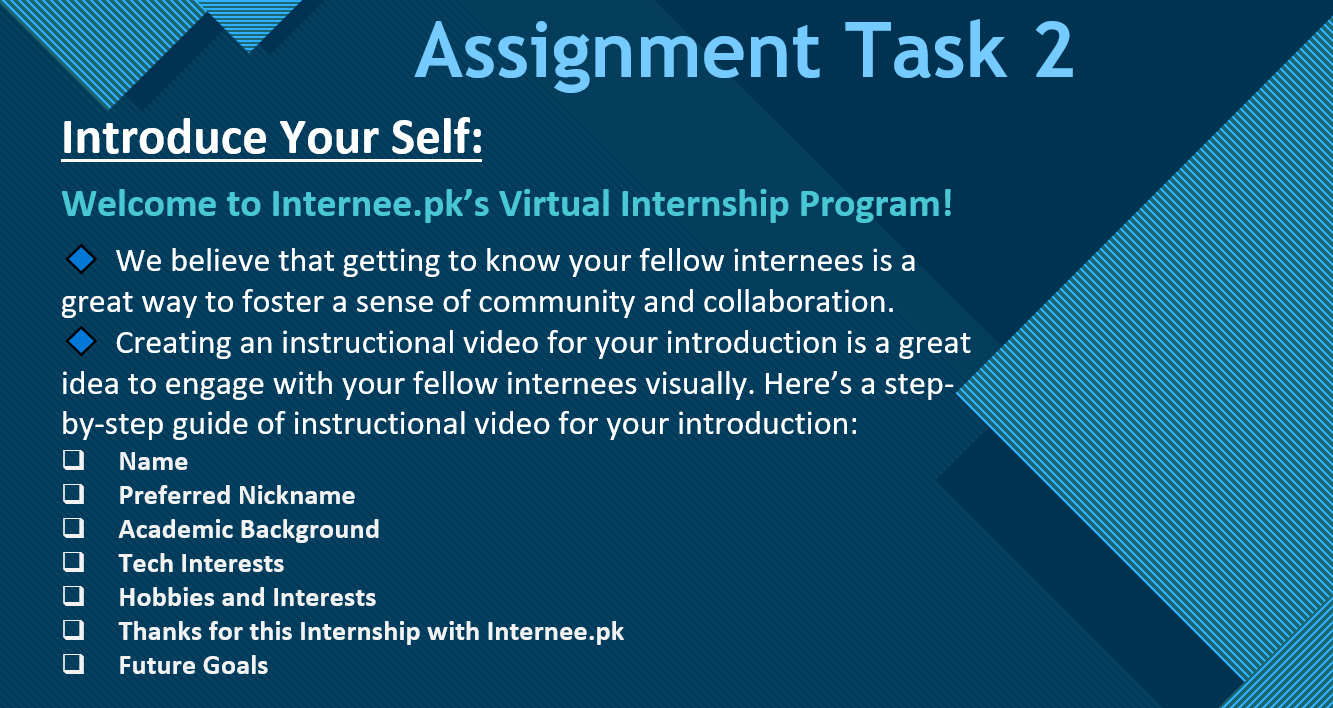 Assignment Task 2
Introduce Your Self:
Welcome to Internee.pk’s Virtual Internship Program!
We believe that getting to know your fellow internees is a
great way to foster a sense of community and collaboration.
Creating an instructional video for your introduction is a great
idea to engage with your fellow internees visually. Here’s a step-
by-step guide of instructional video for your introduction:
Name
Preferred Nickname
Academic Background
Tech Interests
Hobbies and Interests
Thanks for this Internship with Internee.pk
Future Goals